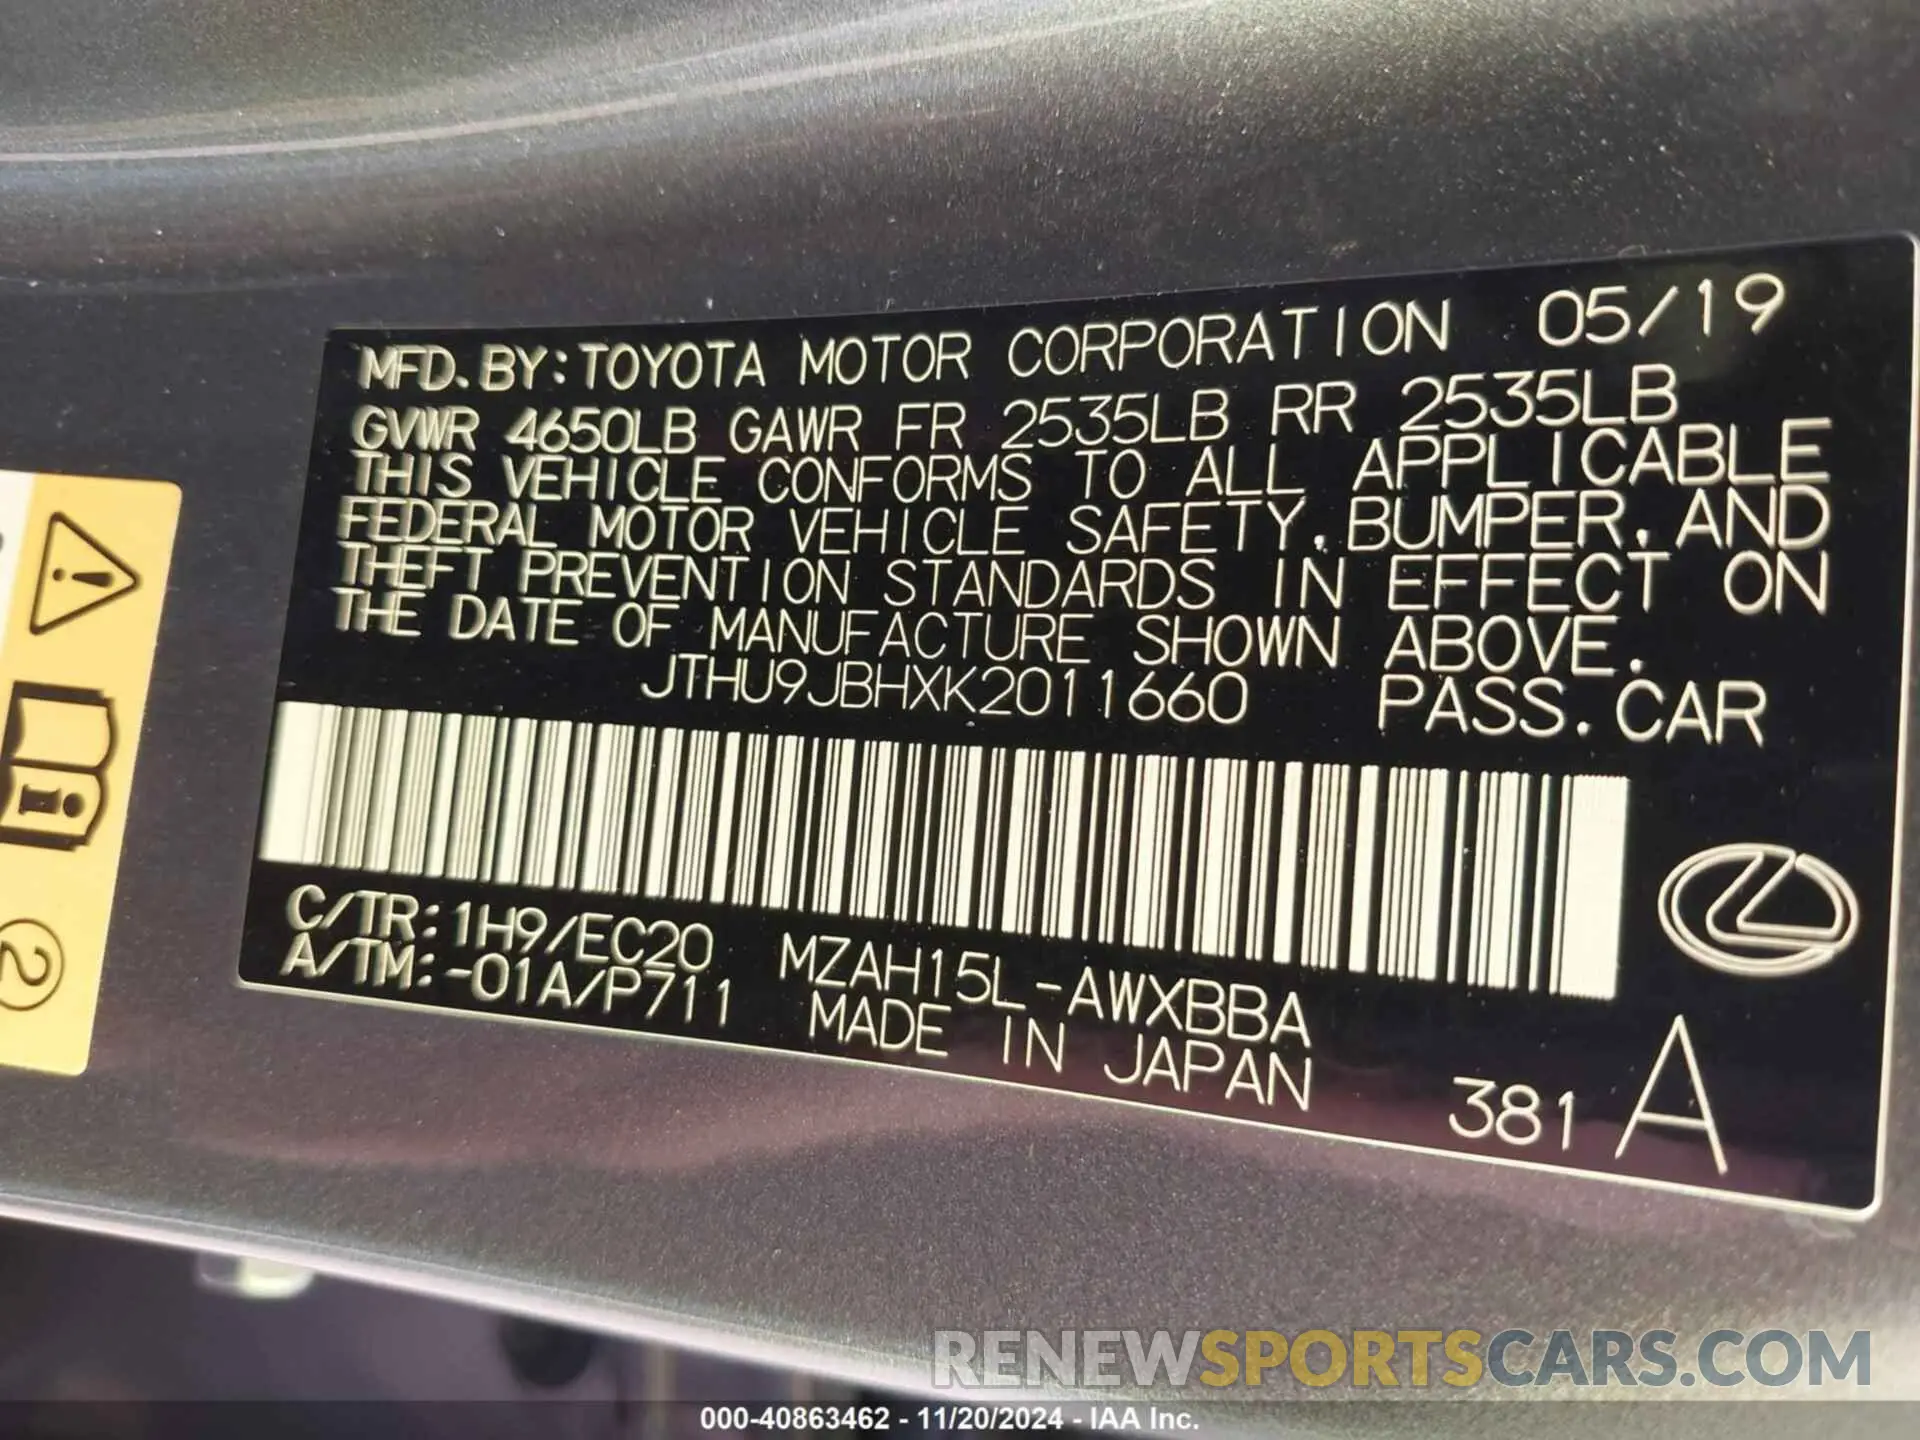 MFD. BY: TOYOTA MOTOR CORPORATION 05/19
GVWR 4650LB GAWR FR 2535LB RR 2535LB
THIS VEHICLE CONFORMS TO ALL APPLICABLE
FEDERAL MOTOR VEHICLE SAFETY, BUMPER, AND
THEFT PREVENTION STANDARDS IN EFFECT ON
THE DATE OF MANUFACTURE SHOWN ABOVE.
JTHU9JBHXK2011660 PASS. CAR
C/TR: 1H9/EC20 MZAH15L-AWXBBA
A/TM: -01A/P711 MADE IN JAPAN
381 A
2
RENEWSPORTSCARS.COM
000-40863462 - 11/20/2024 - IAA Inc.